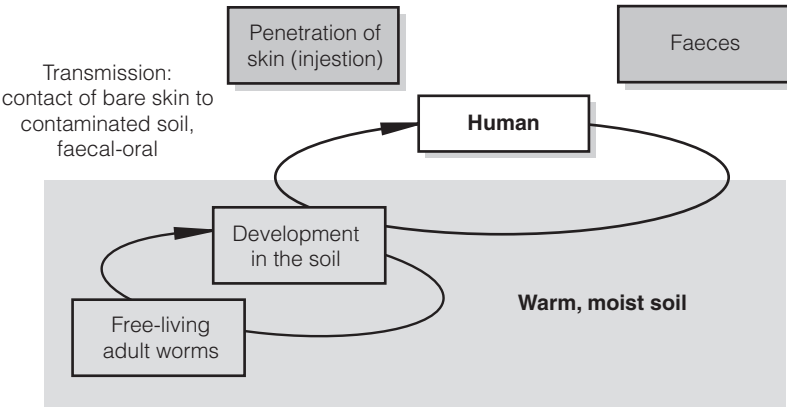 Penetration of
skin (injection)
Faeces
Transmission:
contact of bare skin to
contaminated soil,
faecal-oral
Human
Development
in the soil
Warm, moist soil
Free-living
adult worms